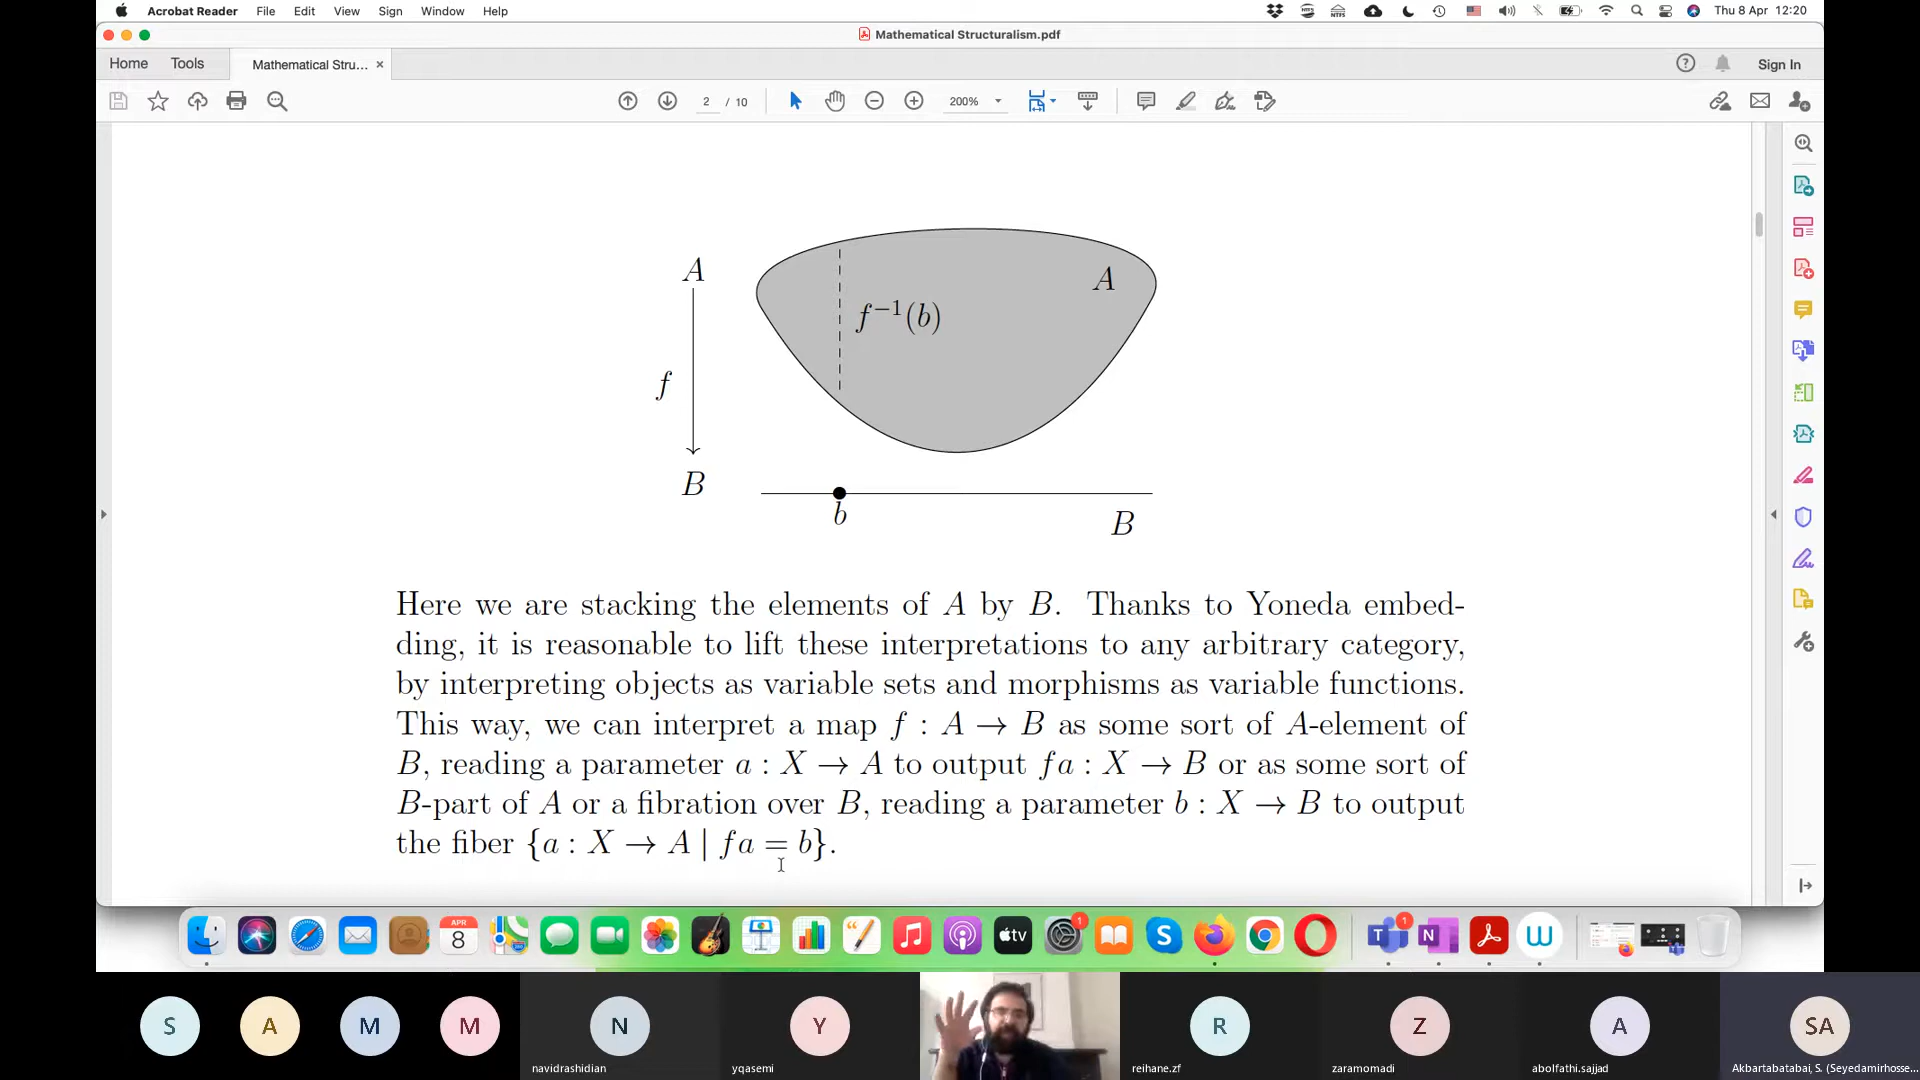 Acrobat Reader File Edit View Sign Window Help Thu 8 Apr 12:20
Mathematical Structuralism.pdf
Home Tools Mathematical Stru... × Sign In
2 / 10 200%
A
A
f⁻¹(b)
f
B
b
B
Here we are stacking the elements of A by B. Thanks to Yoneda embed-
ding, it is reasonable to lift these interpretations to any arbitrary category,
by interpreting objects as variable sets and morphisms as variable functions.
This way, we can interpret a map f : A → B as some sort of A-element of
B, reading a parameter a : X → A to output fa : X → B or as some sort of
B-part of A or a fibration over B, reading a parameter b : X → B to output
the fiber {a : X → A | fa = b}.
APR
8
tv
1
S
T
1
N
W
S A M M N Y R Z A SA
navidrashidian yqasemi reihane.zf zaramomadi abolfathi.sajjad Akbartabatabai, S. (Seyedamirhosse...